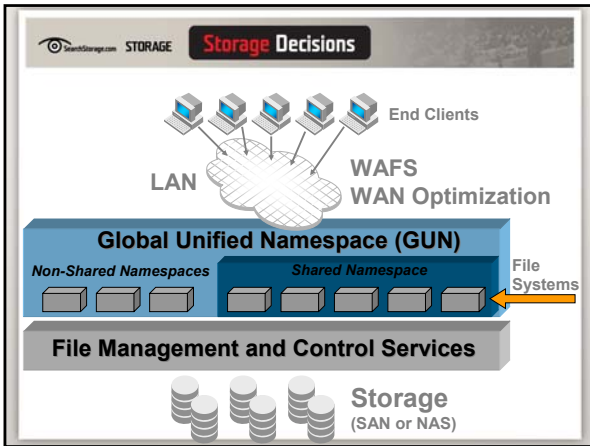 SearchStorage.com STORAGE Storage Decisions
End Clients
LAN
WAFS
WAN Optimization
Global Unified Namespace (GUN)
Non-Shared Namespaces
Shared Namespace
File
Systems
File Management and Control Services
Storage
(SAN or NAS)